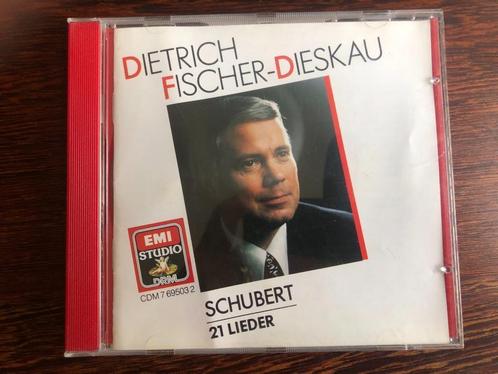 DIETRICH
FISCHER-DIESKAU
EMI
STUDIO
DRM
CDM 7 69503 2
SCHUBERT
21 LIEDER